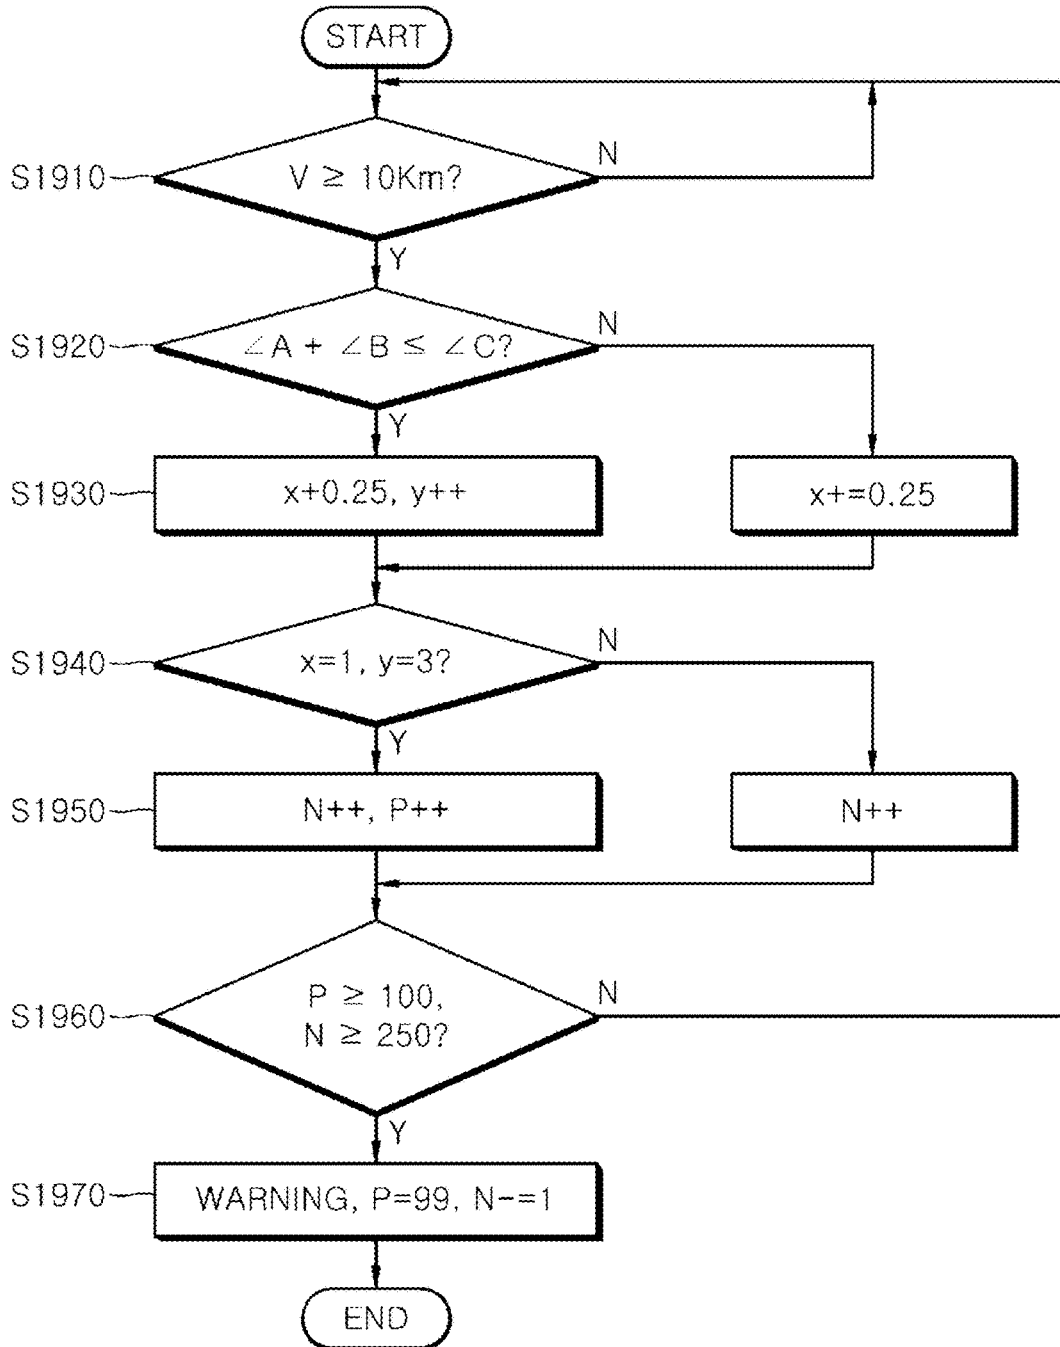 START
S1910
V ≥ 10Km?
N
Y
S1920
∠A + ∠B ≤ ∠C?
N
Y
S1930
x+0.25, y++
x+=0.25
S1940
x=1, y=3?
N
Y
S1950
N++, P++
N++
S1960
P ≥ 100,
N ≥ 250?
N
Y
S1970
WARNING, P=99, N-=1
END